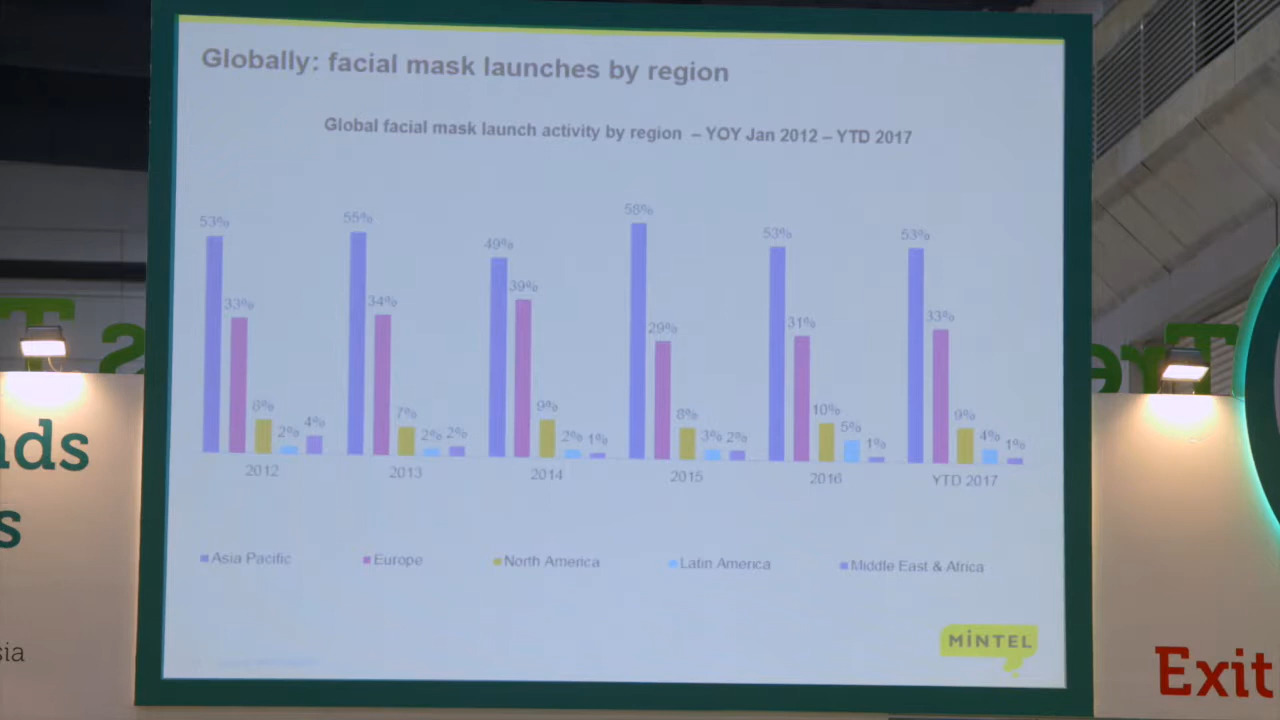 Globally: facial mask launches by region
Global facial mask launch activity by region – YOY Jan 2012 – YTD 2017
53% 33% 2% 4%
55% 34% 7% 2% 2%
49% 39% 9% 2% 1%
58% 29% 8% 3% 2%
53% 31% 10% 5% 1%
53% 33% 9% 4% 1%
2012 2013 2014 2015 2016 YTD 2017
Asia Pacific Europe North America Latin America Middle East & Africa
MiNTEL
Exit